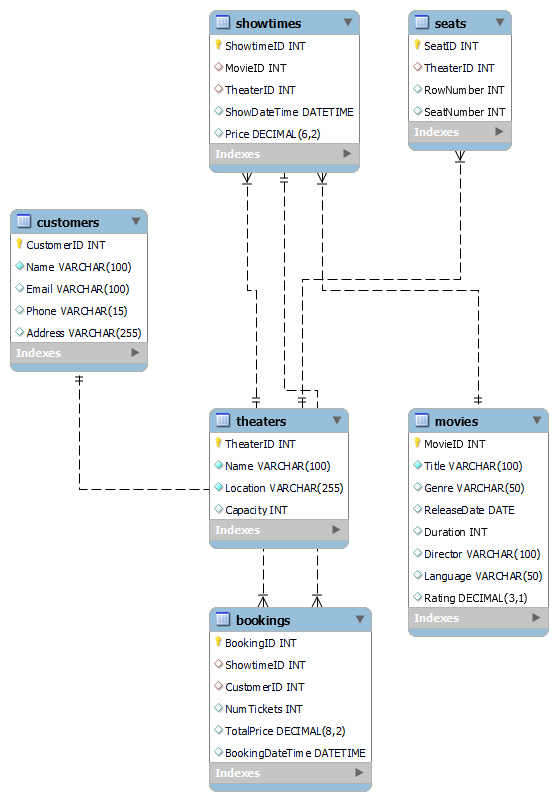 showtimes
ShowtimeID INT
MovieID INT
TheaterID INT
ShowDateTime DATETIME
Price DECIMAL(6,2)
Indexes
seats
SeatID INT
TheaterID INT
RowNumber INT
SeatNumber INT
Indexes
customers
CustomerID INT
Name VARCHAR(100)
Email VARCHAR(100)
Phone VARCHAR(15)
Address VARCHAR(255)
Indexes
theaters
TheaterID INT
Name VARCHAR(100)
Location VARCHAR(255)
Capacity INT
Indexes
movies
MovieID INT
Title VARCHAR(100)
Genre VARCHAR(50)
ReleaseDate DATE
Duration INT
Director VARCHAR(100)
Language VARCHAR(50)
Rating DECIMAL(3,1)
Indexes
bookings
BookingID INT
ShowtimeID INT
CustomerID INT
NumTickets INT
TotalPrice DECIMAL(8,2)
BookingDateTime DATETIME
Indexes